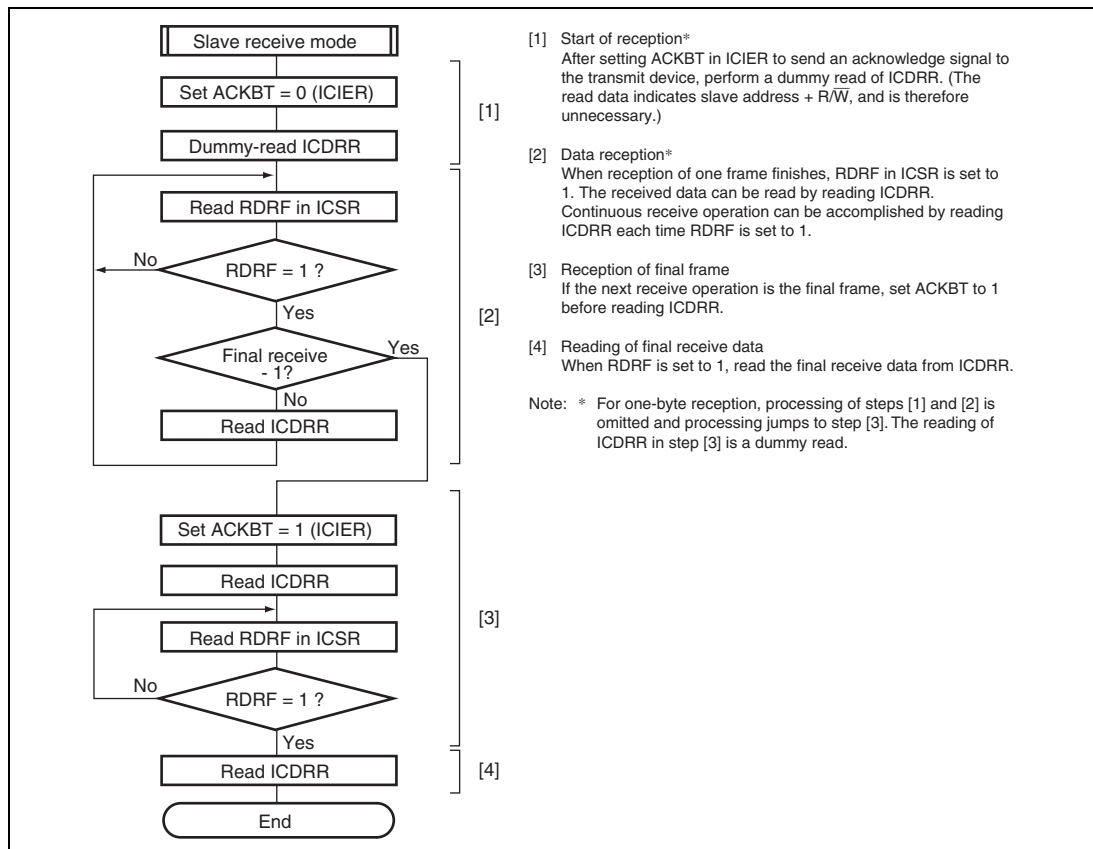 Slave receive mode
Set ACKBT = 0 (ICIER)
Dummy-read ICDRR
[1]
Read RDRF in ICSR
No
RDRF = 1 ?
Yes
[2]
Final receive
- 1?
Yes
No
Read ICDRR
Set ACKBT = 1 (ICIER)
Read ICDRR
[3]
Read RDRF in ICSR
No
RDRF = 1 ?
Yes
Read ICDRR
[4]
End
[1] Start of reception*
After setting ACKBT in ICIER to send an acknowledge signal to
the transmit device, perform a dummy read of ICDRR. (The
read data indicates slave address + R/W̅, and is therefore
unnecessary.)
[2] Data reception*
When reception of one frame finishes, RDRF in ICSR is set to
1. The received data can be read by reading ICDRR.
Continuous receive operation can be accomplished by reading
ICDRR each time RDRF is set to 1.
[3] Reception of final frame
If the next receive operation is the final frame, set ACKBT to 1
before reading ICDRR.
[4] Reading of final receive data
When RDRF is set to 1, read the final receive data from ICDRR.
Note: * For one-byte reception, processing of steps [1] and [2] is
omitted and processing jumps to step [3]. The reading of
ICDRR in step [3] is a dummy read.